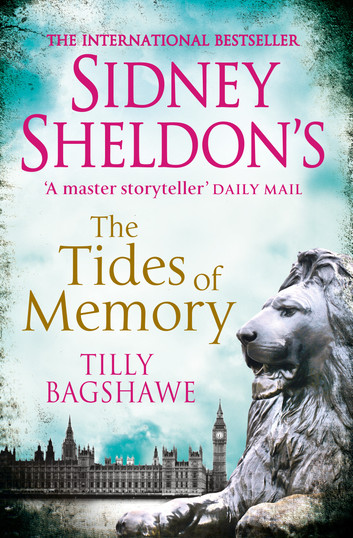 THE INTERNATIONAL BESTSELLER
SIDNEY
SHELDON'S
‘A master storyteller’ DAILY MAIL
The
Tides of
Memory
TILLY
BAGSHAWE